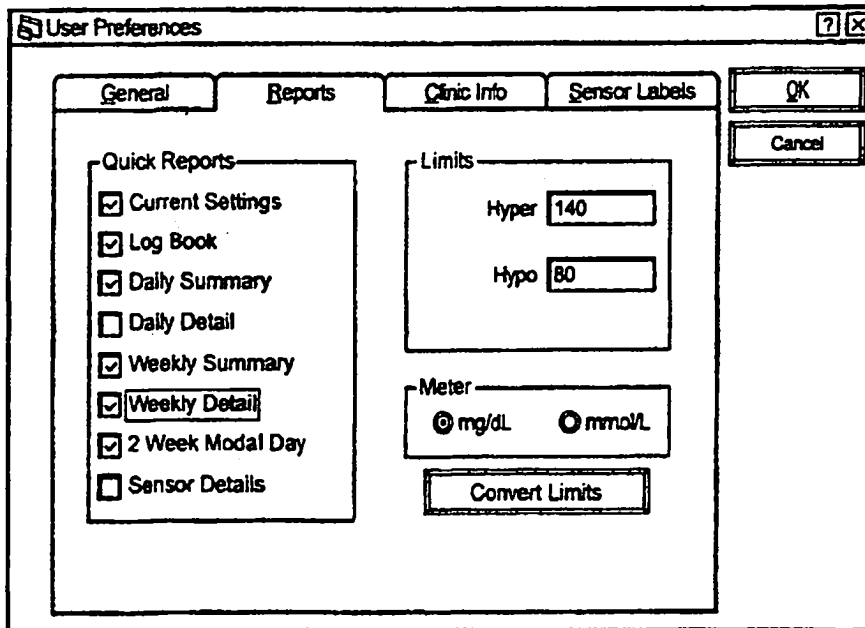 User Preferences
General
Reports
Clinic Info
Sensor Labels
OK
Cancel
Quick Reports
Current Settings
Log Book
Daily Summary
Daily Detail
Weekly Summary
Weekly Detail
2 Week Modal Day
Sensor Details
Limits
Hyper 140
Hypo 80
Meter
mg/dL mmol/L
Convert Limits